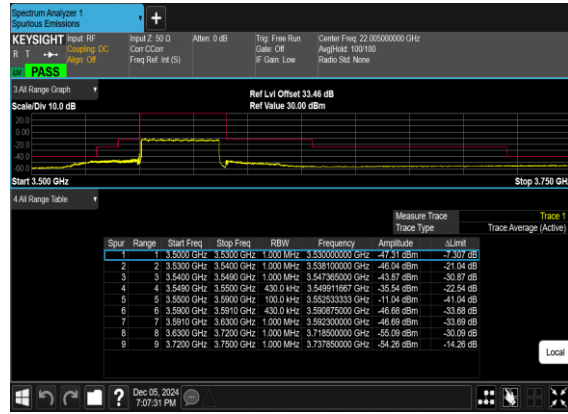 Spectrum Analyzer 1
Spurious Emissions
+
KEYSIGHT Input: RF Input Z: 50 Ω Atten: 0 dB Trig: Free Run Center Freq: 22.005000000 GHz
R T Coupling: DC Corr CCorr Gate: Off Avg|Hold: 100/100
Align: Off Freq Ref: Int (S) IF Gain: Low Radio Std: None
PASS
3 All Range Graph
Ref Lvl Offset 33.46 dB
Scale/Div 10.0 dB Ref Value 30.00 dBm
20.0
0.00
-20.0
-40.0
-60.0
Start 3.500 GHz Stop 3.750 GHz
4 All Range Table
Measure Trace Trace 1
Trace Type Trace Average (Active)
Spur Range Start Freq Stop Freq RBW Frequency Amplitude ΔLimit
1 1 3.5000 GHz 3.5300 GHz 1.000 MHz 3.530000000 GHz -47.31 dBm -7.307 dB
2 2 3.5300 GHz 3.5400 GHz 1.000 MHz 3.538100000 GHz -46.04 dBm -21.04 dB
3 3 3.5400 GHz 3.5490 GHz 1.000 MHz 3.547365000 GHz -43.87 dBm -30.87 dB
4 4 3.5490 GHz 3.5500 GHz 430.0 kHz 3.549911667 GHz -35.54 dBm -22.54 dB
5 5 3.5500 GHz 3.5900 GHz 100.0 kHz 3.552533333 GHz -11.04 dBm -41.04 dB
6 6 3.5900 GHz 3.5910 GHz 430.0 kHz 3.590875000 GHz -46.68 dBm -33.68 dB
7 7 3.5910 GHz 3.6300 GHz 1.000 MHz 3.592300000 GHz -46.69 dBm -33.69 dB
8 8 3.6300 GHz 3.7200 GHz 1.000 MHz 3.718500000 GHz -55.09 dBm -30.09 dB
9 9 3.7200 GHz 3.7500 GHz 1.000 MHz 3.737850000 GHz -54.26 dBm -14.26 dB
Local
? Dec 05, 2024
7:07:31 PM